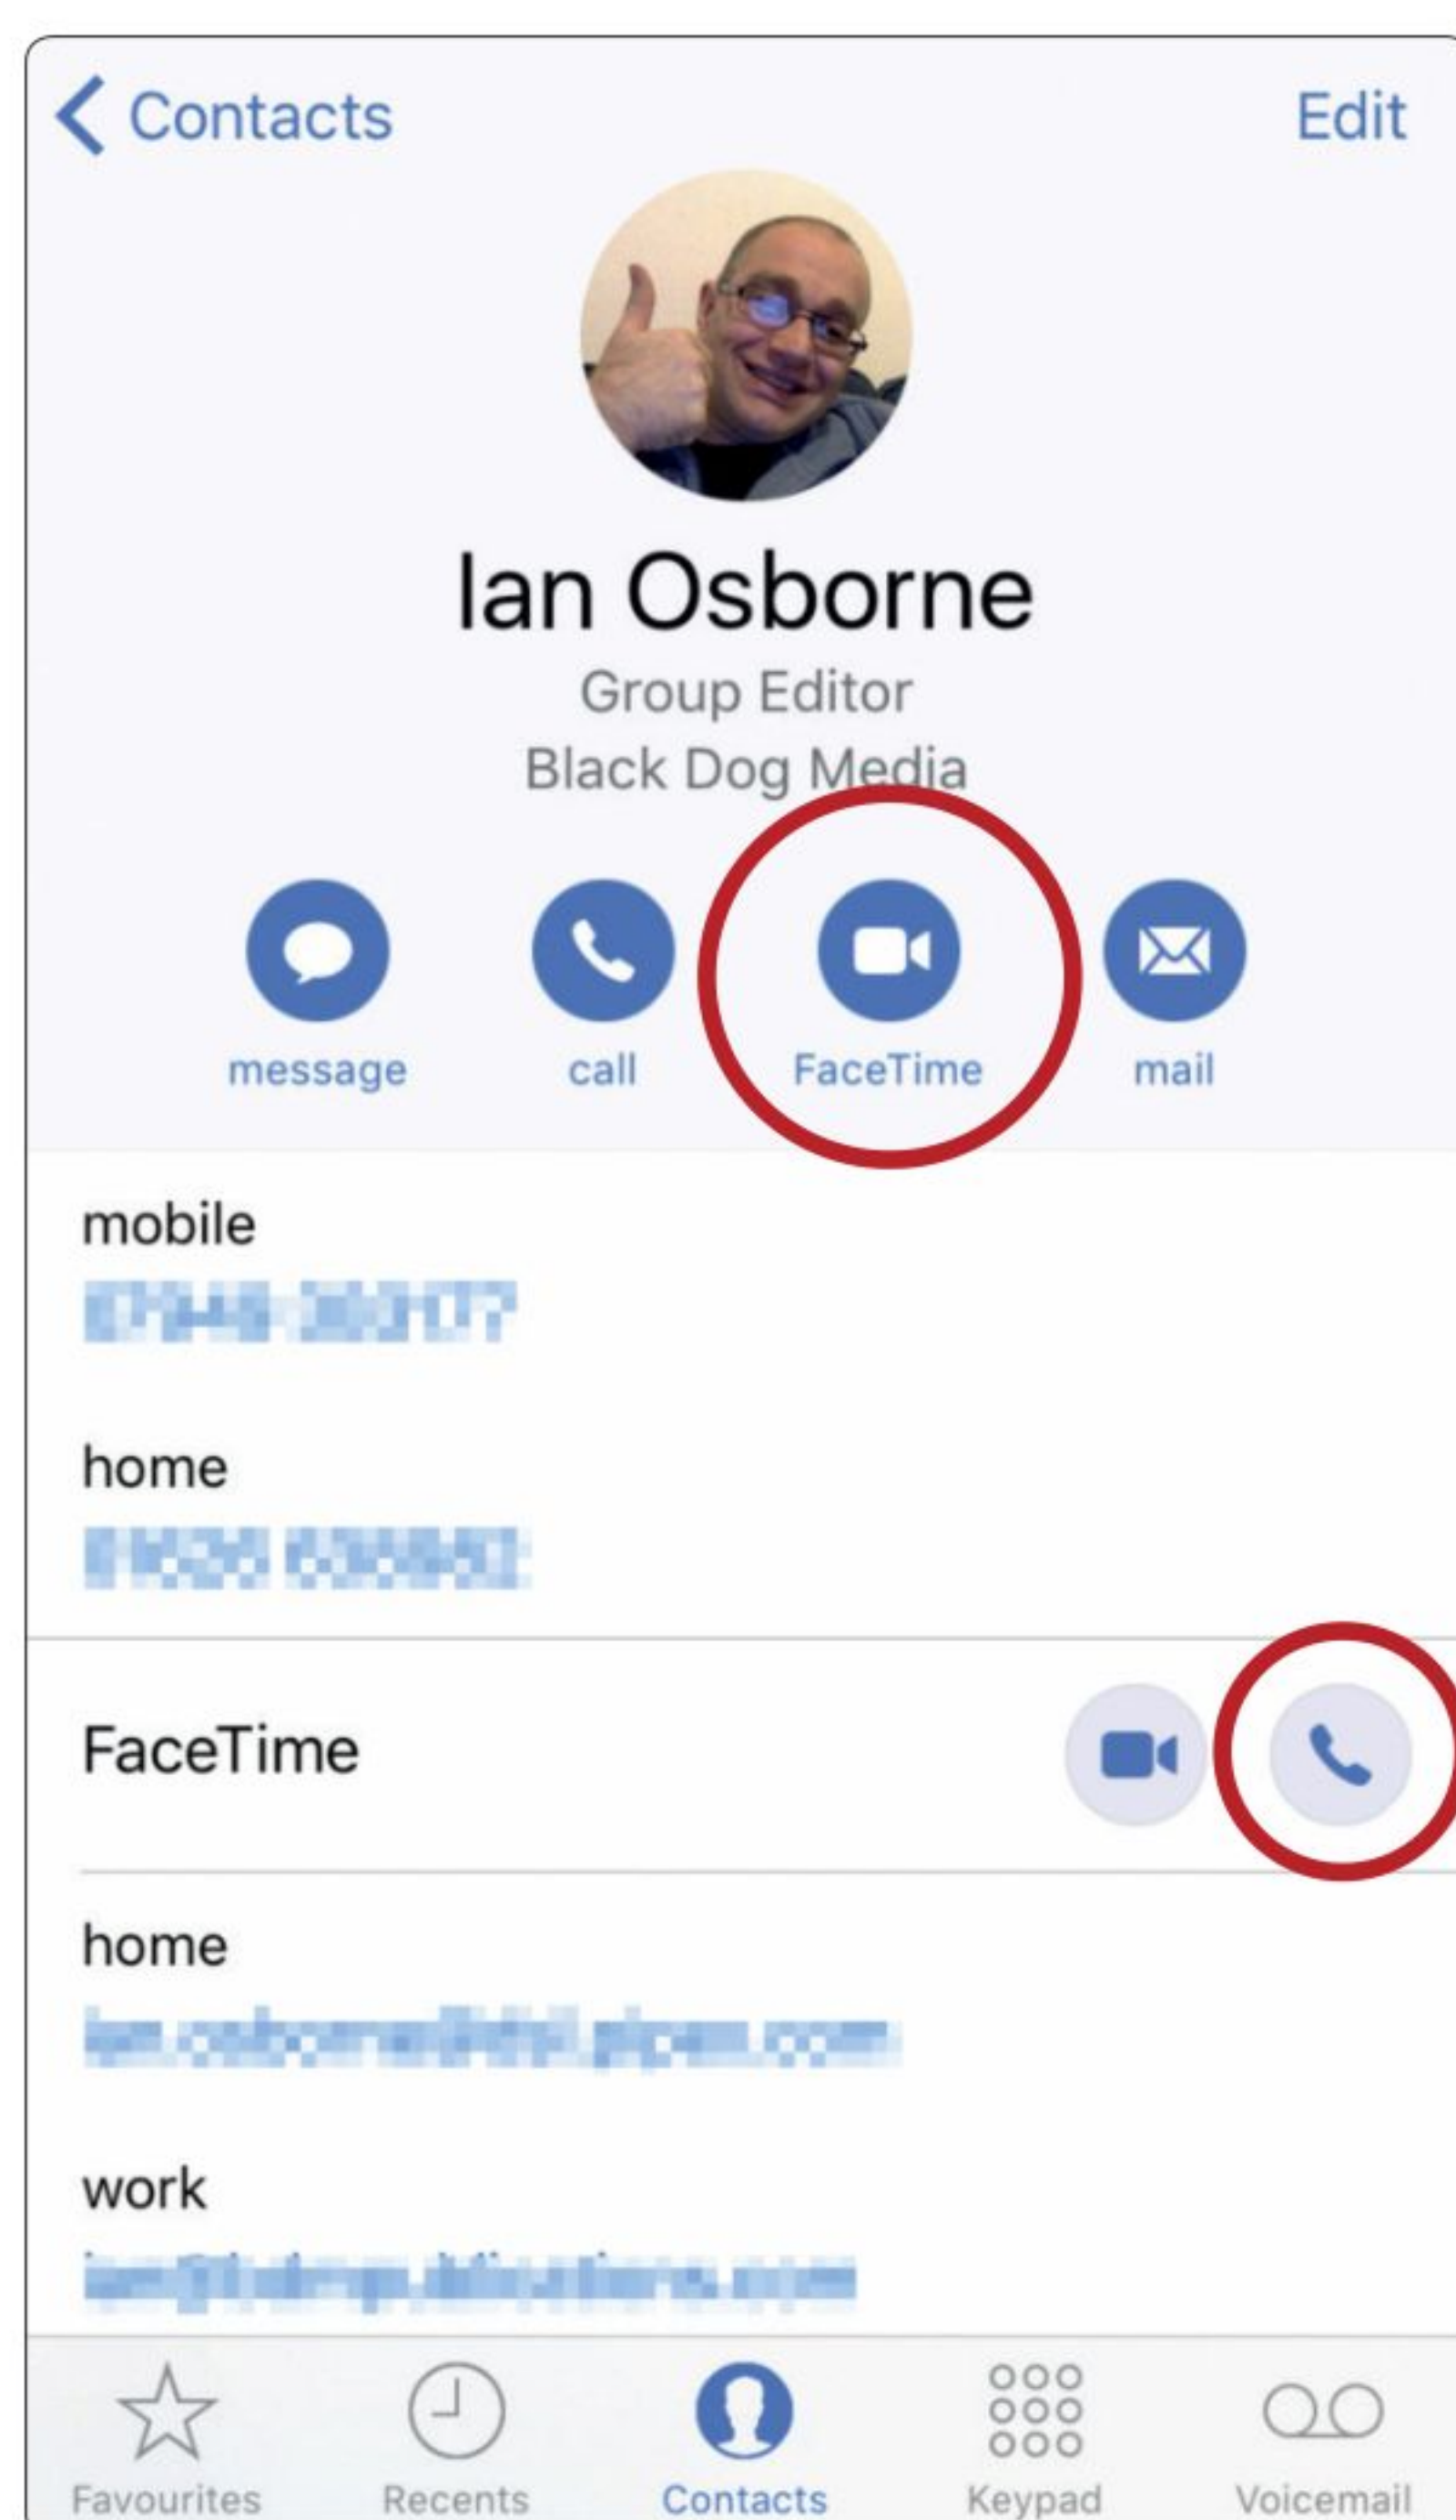 Contacts
Edit
Ian Osborne
Group Editor
Black Dog Media
message
call
FaceTime
mail
mobile
home
FaceTime
home
work
Favourites
Recents
Contacts
Keypad
Voicemail